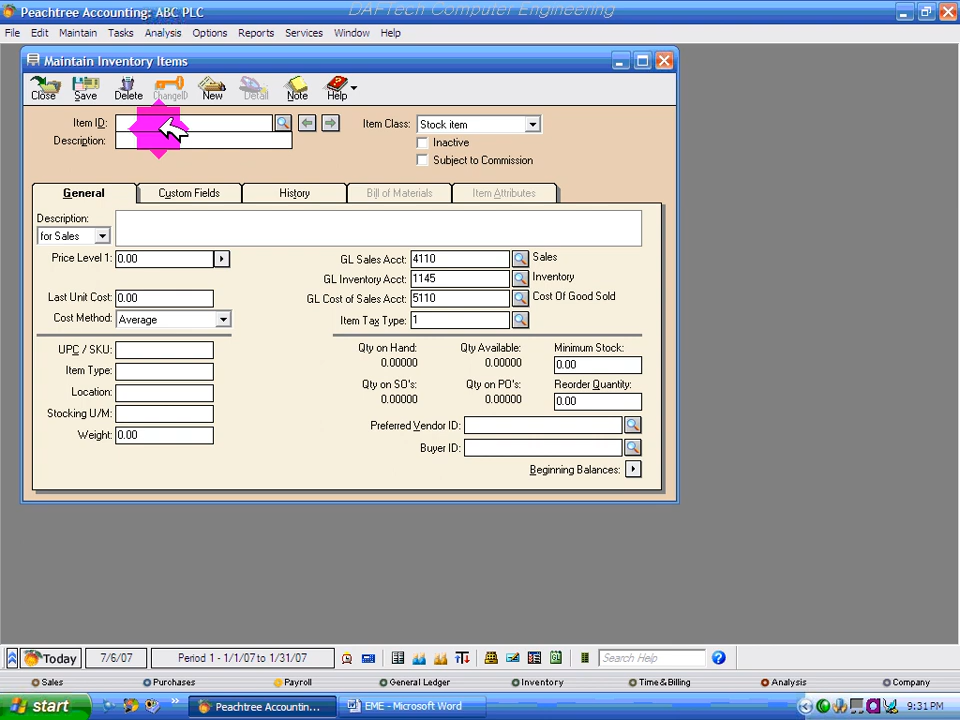 Peachtree Accounting: ABC PLC
DAFTech Computer Engineering
File Edit Maintain Tasks Analysis Options Reports Services Window Help
Maintain Inventory Items
Close Save Delete ChangeID New Detail Note Help
Item ID: Item Class: Stock item
Description: Inactive
Subject to Commission
General Custom Fields History Bill of Materials Item Attributes
Description:
for Sales
Price Level 1: 0.00 GL Sales Acct: 4110 Sales
GL Inventory Acct: 1145 Inventory
Last Unit Cost: 0.00 GL Cost of Sales Acct: 5110 Cost Of Good Sold
Cost Method: Average Item Tax Type: 1
UPC / SKU: Qty on Hand: Qty Available: Minimum Stock:
0.00000 0.00000 0.00
Item Type:
Qty on SO's: Qty on PO's: Reorder Quantity:
Location: 0.00000 0.00000 0.00
Stocking U/M:
Preferred Vendor ID:
Weight: 0.00
Buyer ID:
Beginning Balances:
Today 7/6/07 Period 1 - 1/1/07 to 1/31/07 Search Help
Sales Purchases Payroll General Ledger Inventory Time & Billing Analysis Company
start Peachtree Accountin... EME - Microsoft Word 9:31 PM